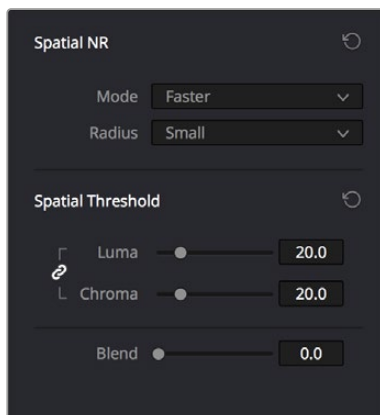 Spatial NR
Mode Faster
Radius Small
Spatial Threshold
Luma 20.0
Chroma 20.0
Blend 0.0